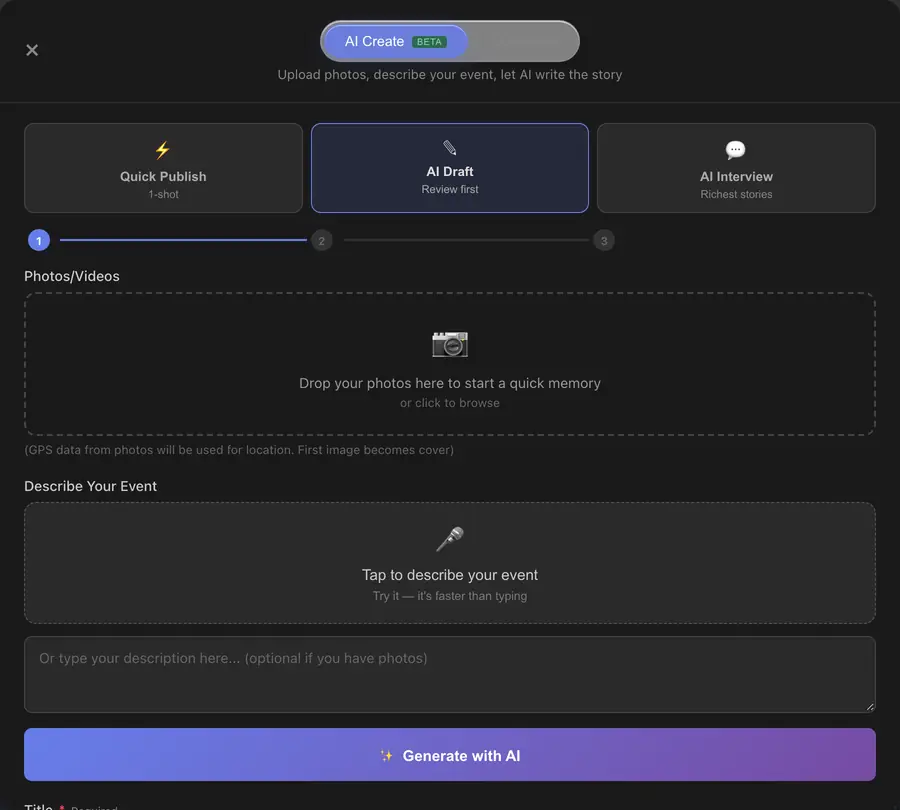 AI Create BETA
Upload photos, describe your event, let AI write the story
Quick Publish
1-shot
AI Draft
Review first
AI Interview
Richest stories
1
2
3
Photos/Videos
Drop your photos here to start a quick memory
or click to browse
(GPS data from photos will be used for location. First image becomes cover)
Describe Your Event
Tap to describe your event
Try it — it's faster than typing
Or type your description here... (optional if you have photos)
Generate with AI
Title * Required